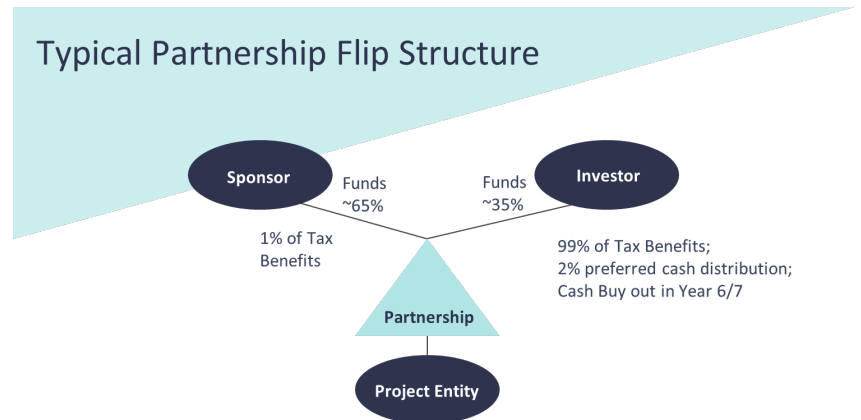 Typical Partnership Flip Structure
Sponsor
Funds
~65%
1% of Tax
Benefits
Funds
~35%
Investor
99% of Tax Benefits;
2% preferred cash distribution;
Cash Buy out in Year 6/7
Partnership
Project Entity